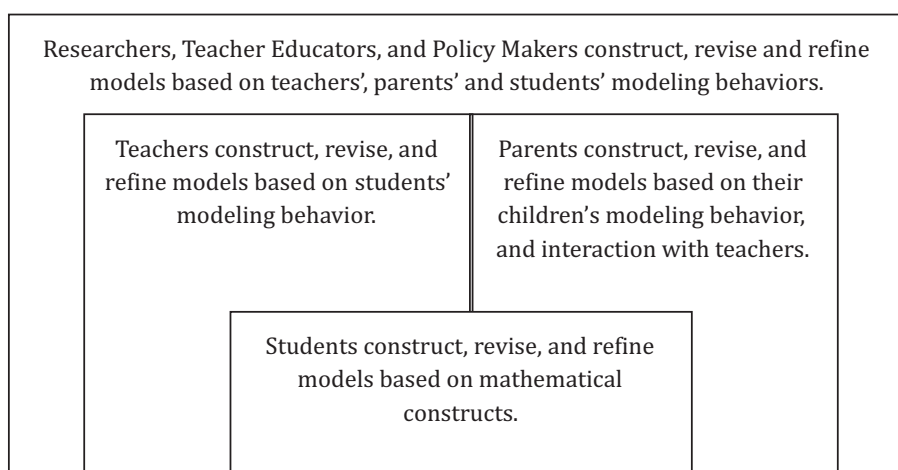 Researchers, Teacher Educators, and Policy Makers construct, revise and refine
models based on teachers’, parents’ and students’ modeling behaviors.
Teachers construct, revise, and
refine models based on students’
modeling behavior.
Parents construct, revise, and
refine models based on their
children’s modeling behavior,
and interaction with teachers.
Students construct, revise, and refine
models based on mathematical
constructs.